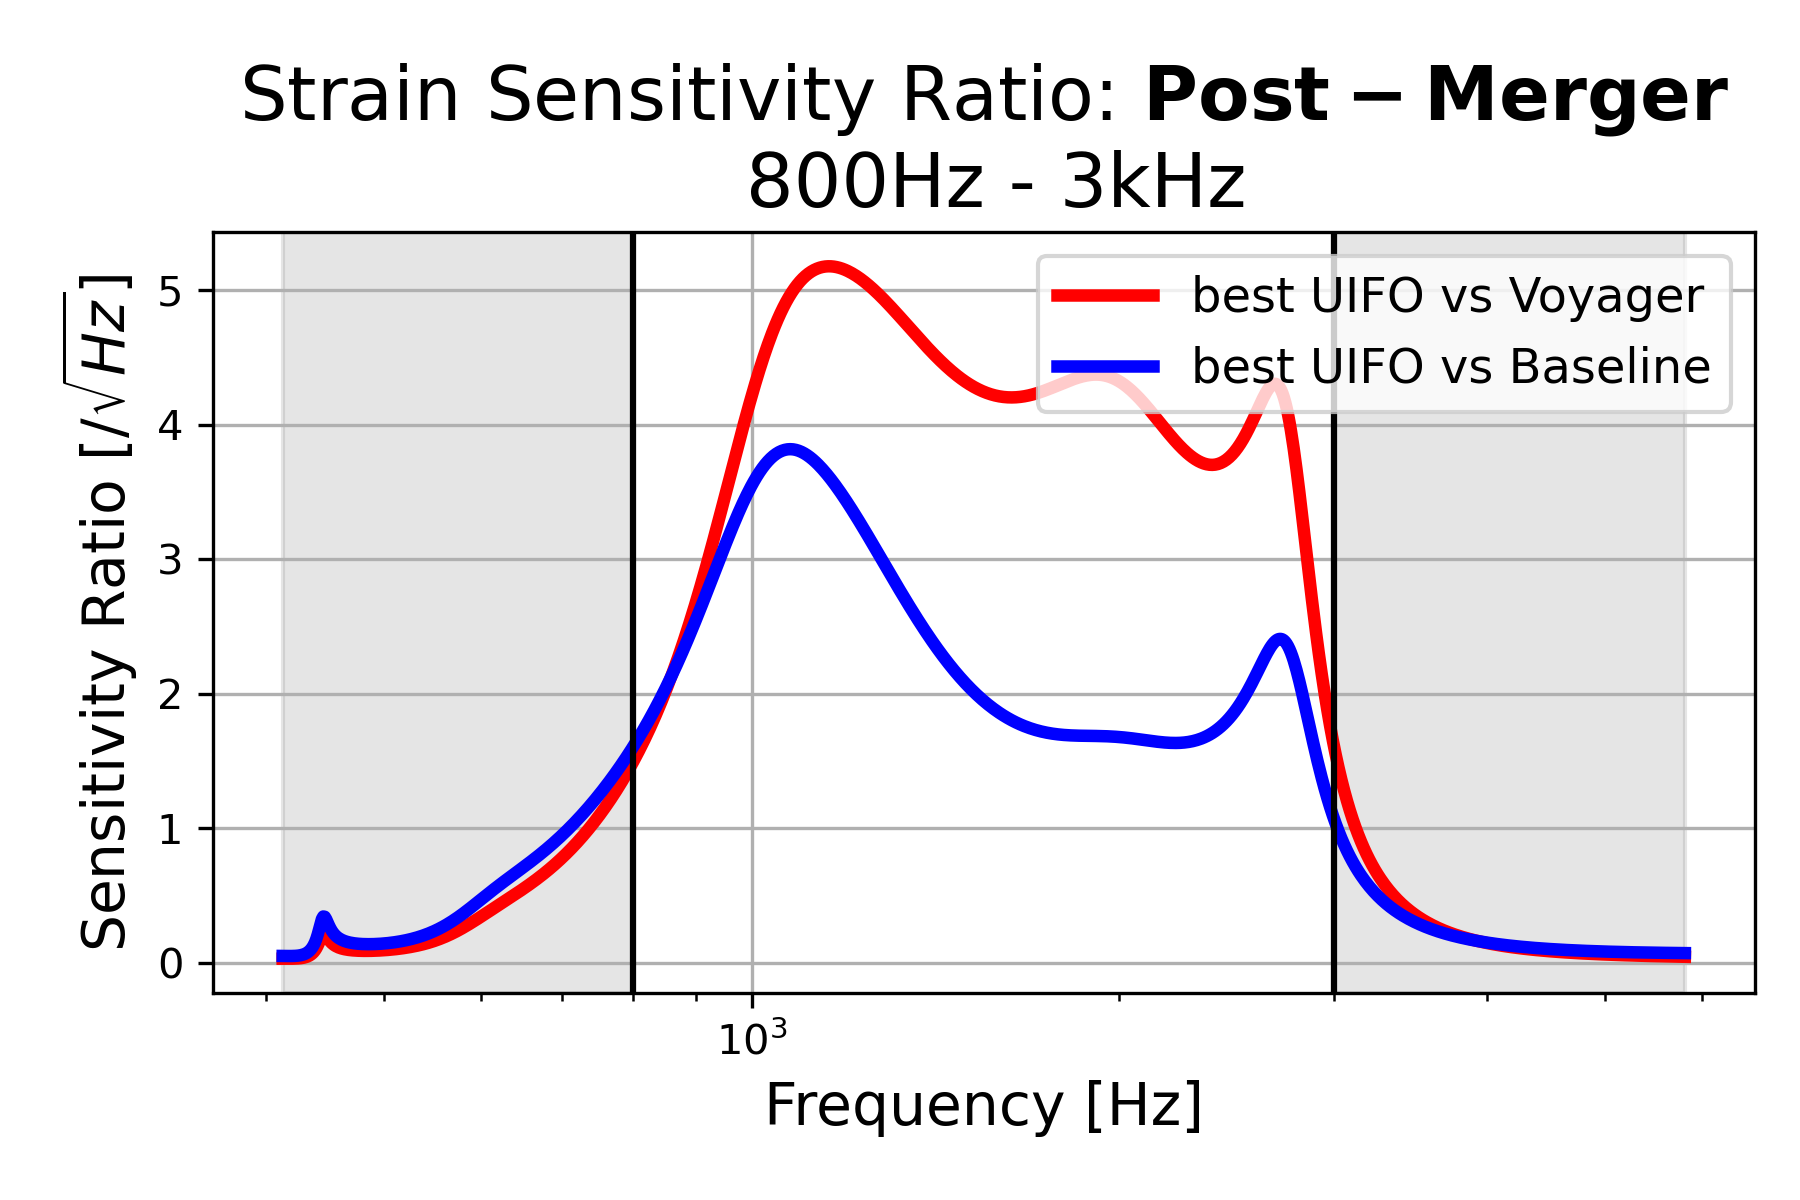 Strain Sensitivity Ratio: Post − Merger
800Hz - 3kHz
Sensitivity Ratio [/√Hz]
5
4
3
2
1
0
best UIFO vs Voyager
best UIFO vs Baseline
10³
Frequency [Hz]